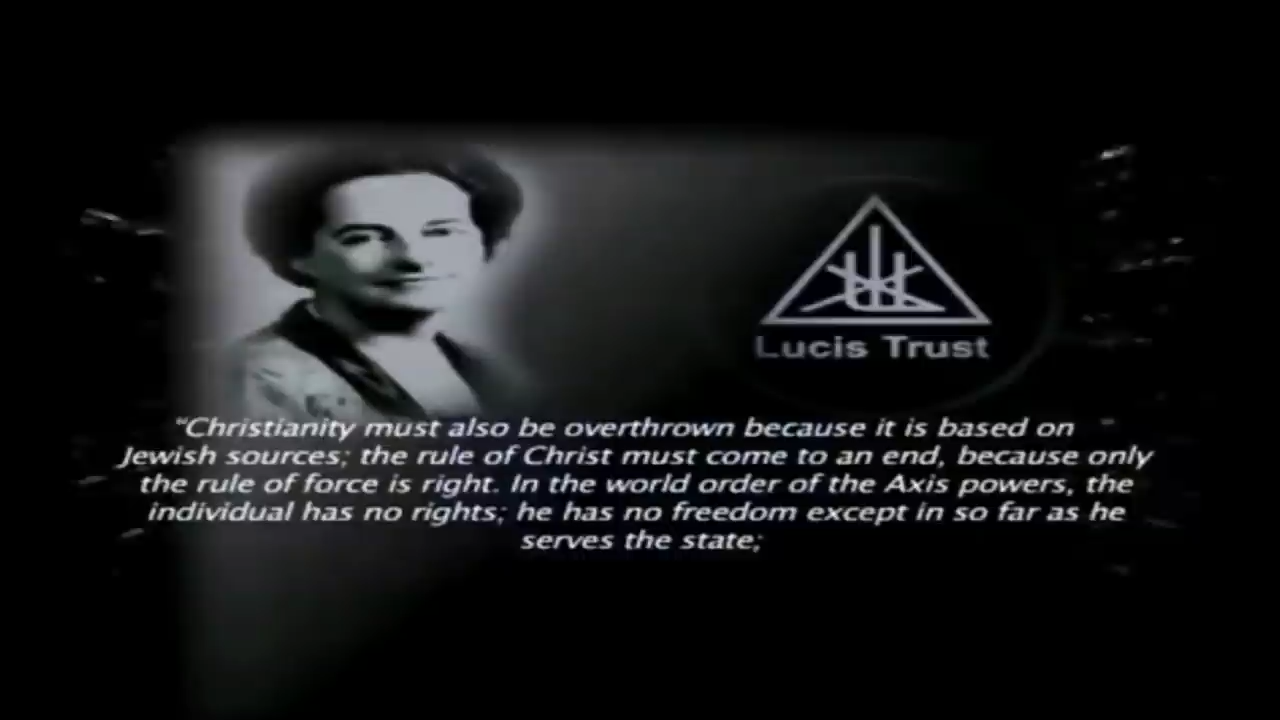 Lucis Trust
"Christianity must also be overthrown because it is based on
Jewish sources; the rule of Christ must come to an end, because only
the rule of force is right. In the world order of the Axis powers, the
individual has no rights; he has no freedom except in so far as he
serves the state;